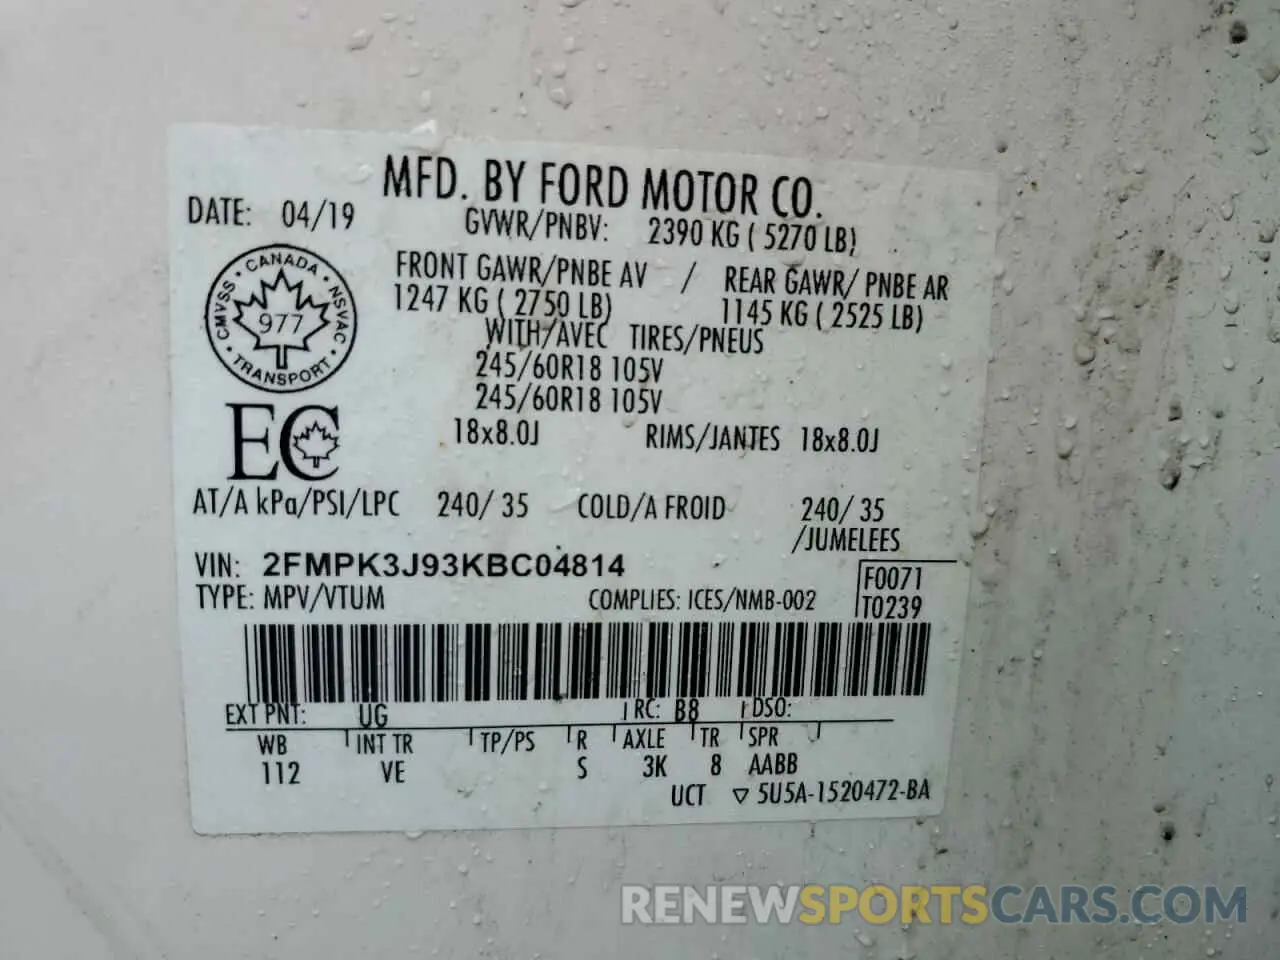 MFD. BY FORD MOTOR CO.
DATE: 04/19
GVWR/PNBV: 2390 KG ( 5270 LB)
FRONT GAWR/PNBE AV / REAR GAWR/ PNBE AR
1247 KG ( 2750 LB) 1145 KG ( 2525 LB)
WITH/AVEC TIRES/PNEUS
245/60R18 105V
245/60R18 105V
18x8.0J RIMS/JANTES 18x8.0J
CMVSS · CANADA · NSVAC · TRANSPORT ·
977
EC
AT/A kPa/PSI/LPC 240/ 35 COLD/A FROID 240/ 35
/JUMELEES
VIN: 2FMPK3J93KBC04814
TYPE: MPV/VTUM COMPLIES: ICES/NMB-002
F0071
T0239
EXT PNT: UG RC: B8 DSO:
WB INT TR TP/PS R AXLE TR SPR
112 VE S 3K 8 AABB
UCT ▽ 5U5A-1520472-BA
RENEWSPORTSCARS.COM